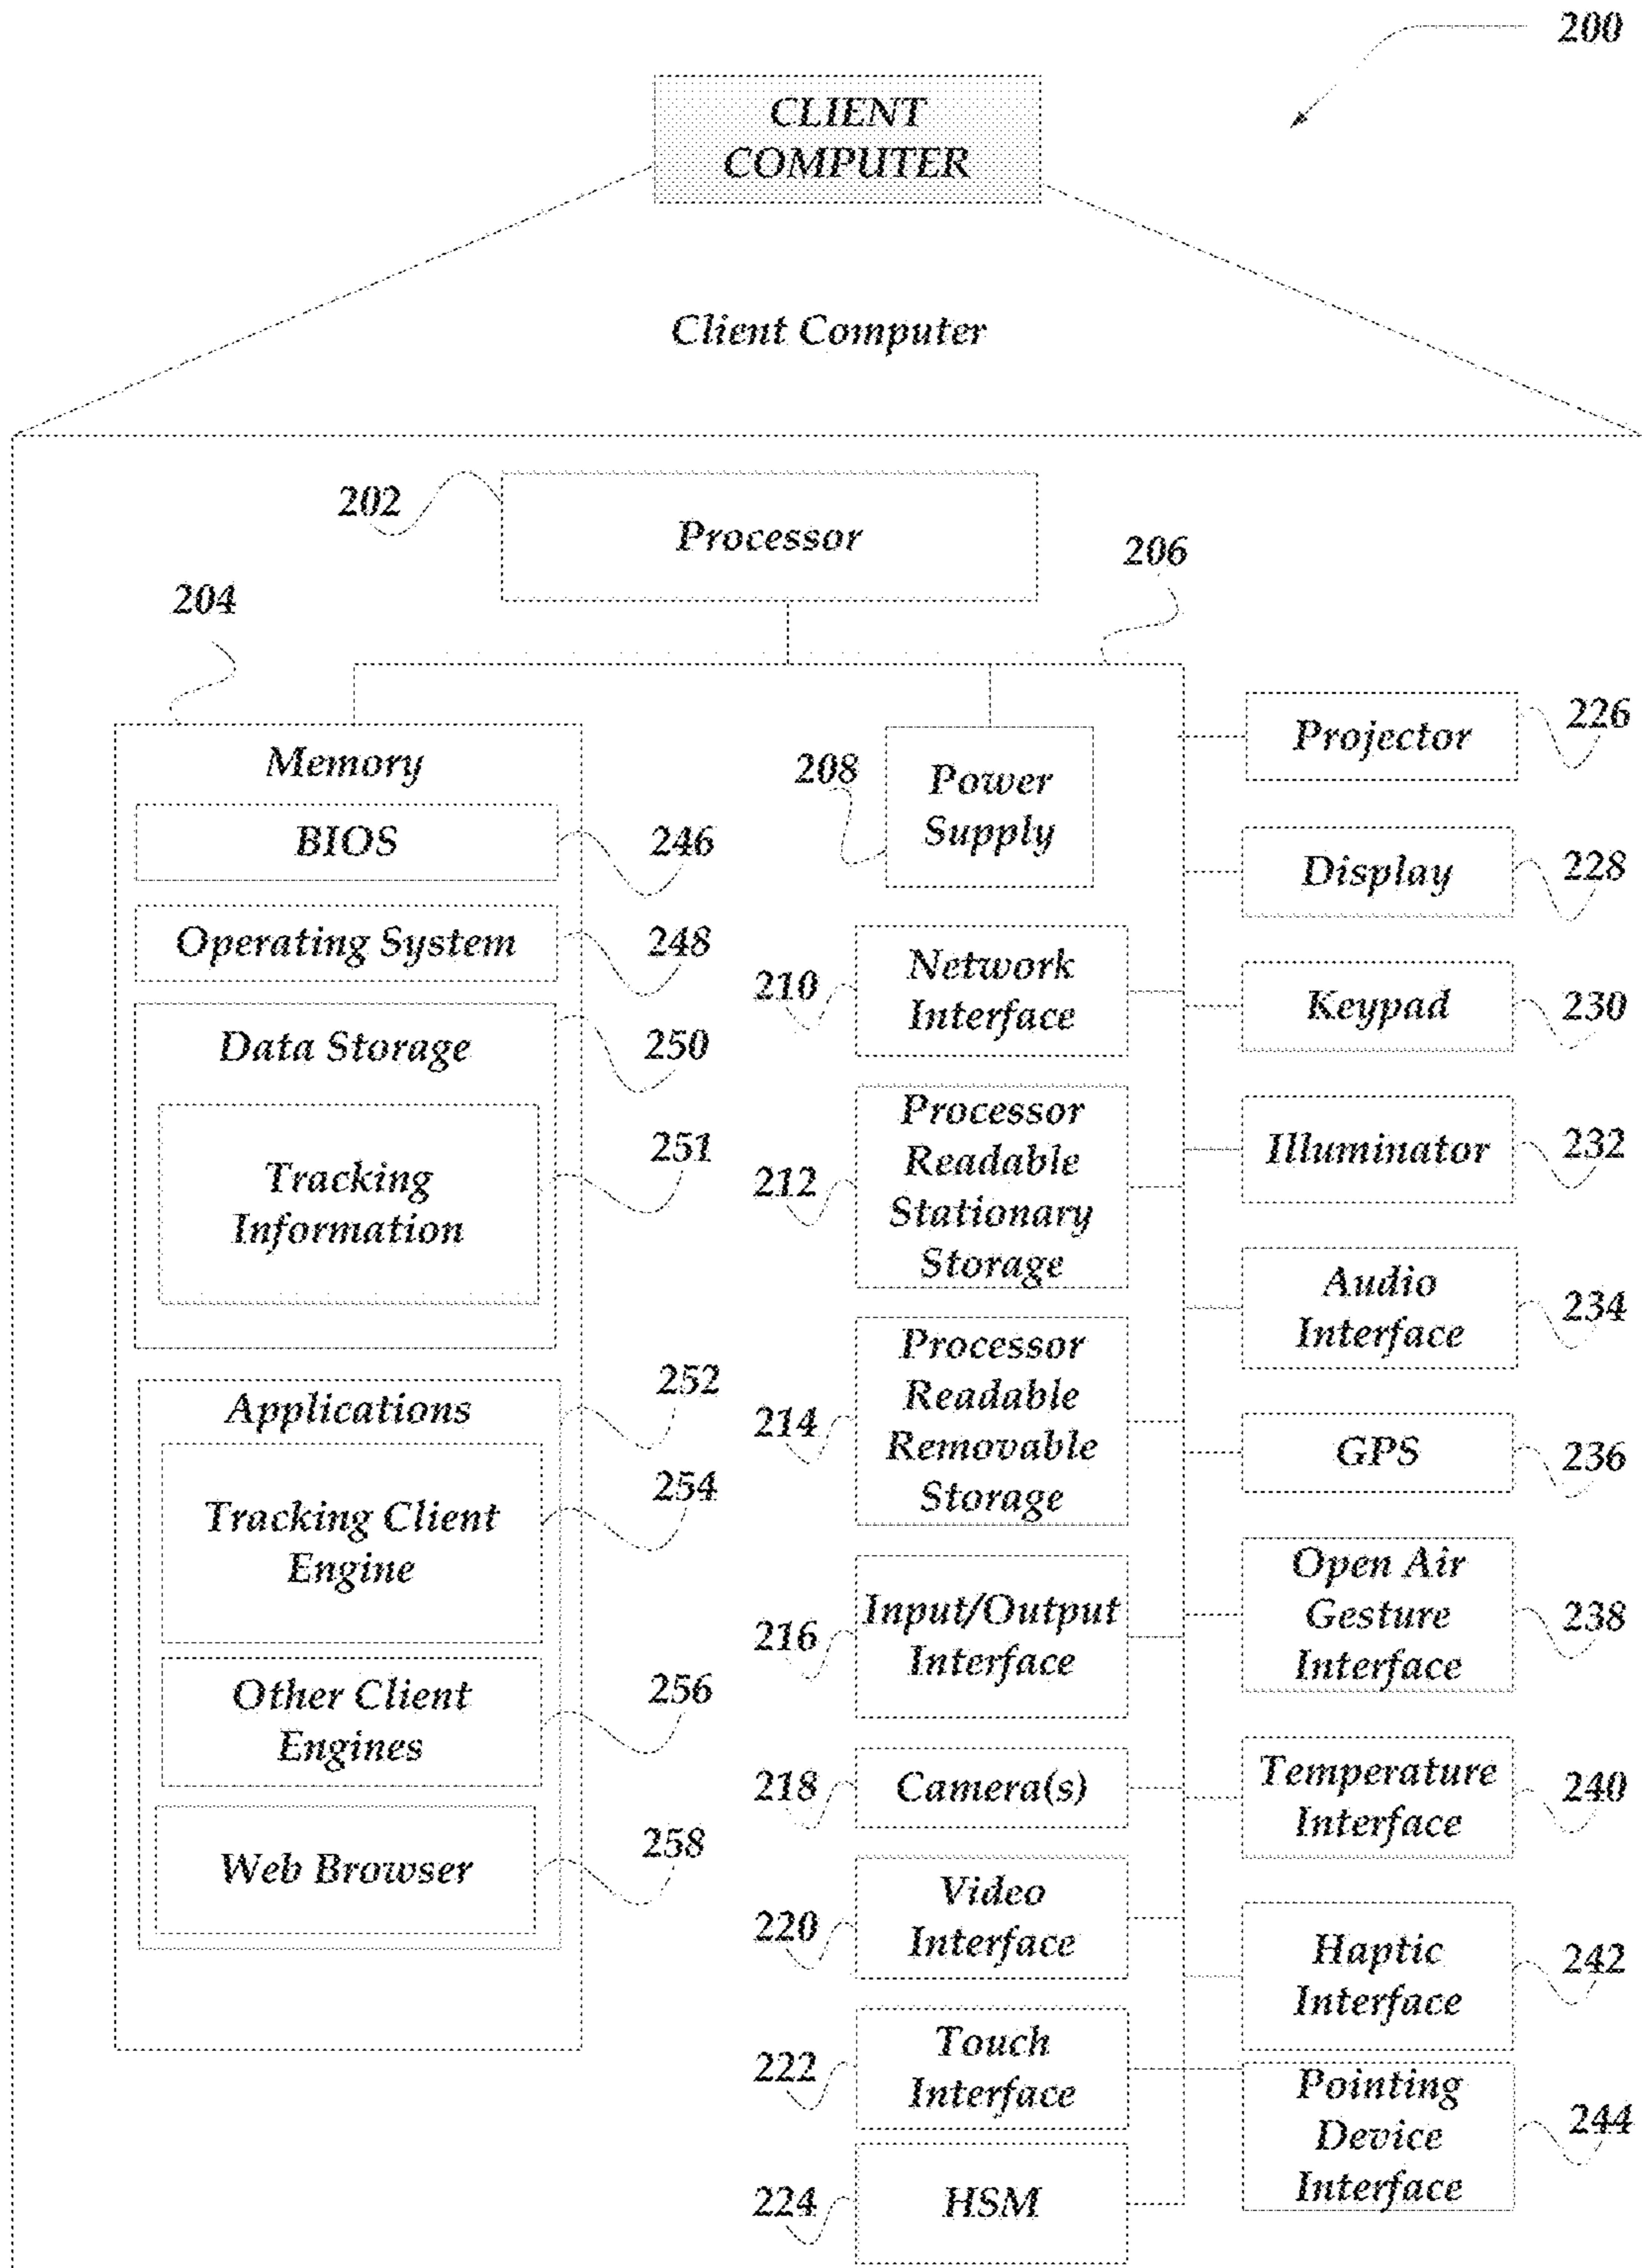 200
CLIENT
COMPUTER
Client Computer
202
Processor
206
204
Memory
BIOS
246
Operating System
248
Data Storage
250
Tracking
Information
251
Applications
252
Tracking Client
Engine
254
Other Client
Engines
256
Web Browser
258
208
Power
Supply
210
Network
Interface
212
Processor
Readable
Stationary
Storage
214
Processor
Readable
Removable
Storage
216
Input/Output
Interface
218
Camera(s)
220
Video
Interface
222
Touch
Interface
224
HSM
Projector
226
Display
228
Keypad
230
Illuminator
232
Audio
Interface
234
GPS
236
Open Air
Gesture
Interface
238
Temperature
Interface
240
Haptic
Interface
242
Pointing
Device
Interface
244